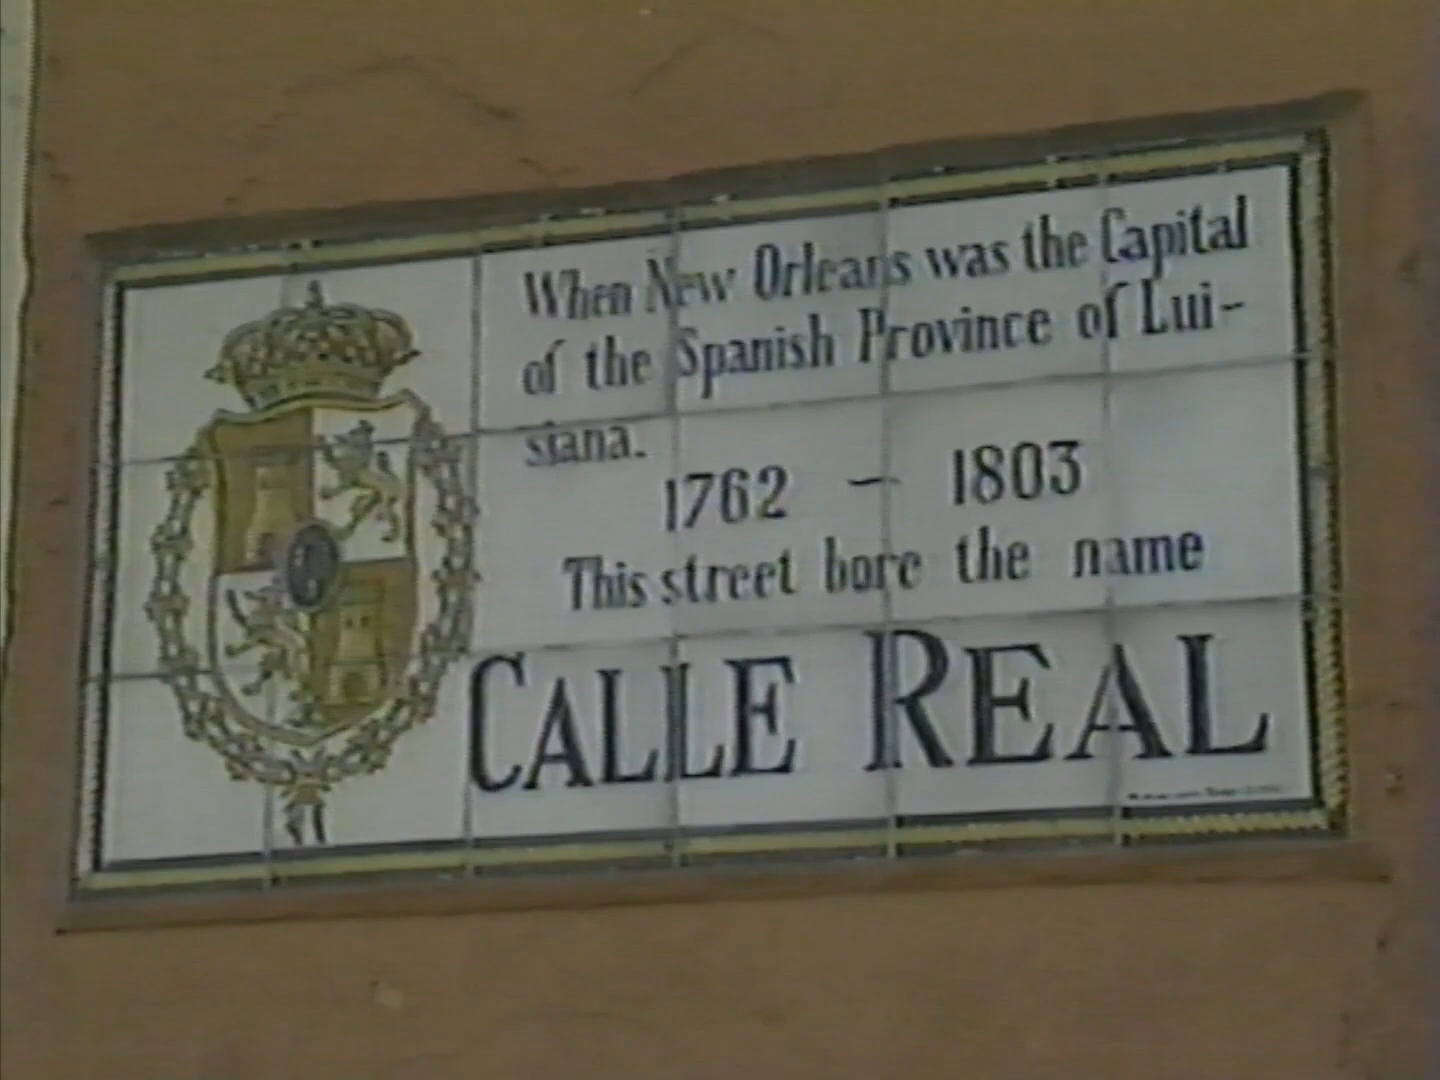 When New Orleans was the Capital
of the Spanish Province of Lui-
siana.
1762 - 1803
This street bore the name
CALLE REAL